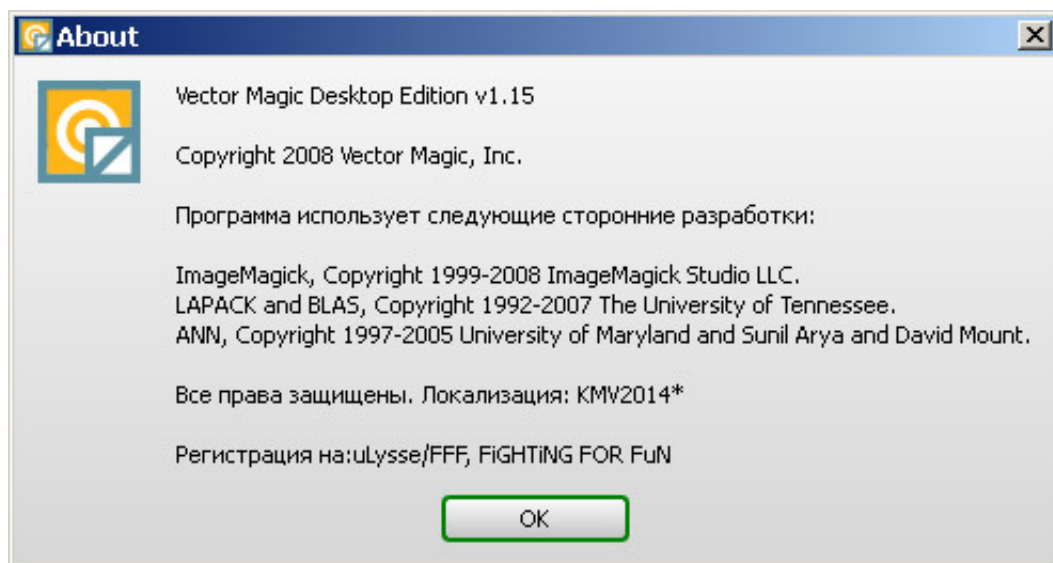 About
Vector Magic Desktop Edition v1.15
Copyright 2008 Vector Magic, Inc.
Программа использует следующие сторонние разработки:
ImageMagick, Copyright 1999-2008 ImageMagick Studio LLC.
LAPACK and BLAS, Copyright 1992-2007 The University of Tennessee.
ANN, Copyright 1997-2005 University of Maryland and Sunil Arya and David Mount.
Все права защищены. Локализация: KMV2014*
Регистрация на:uLysse/FFF, FiGHTiNG FOR FuN
OK